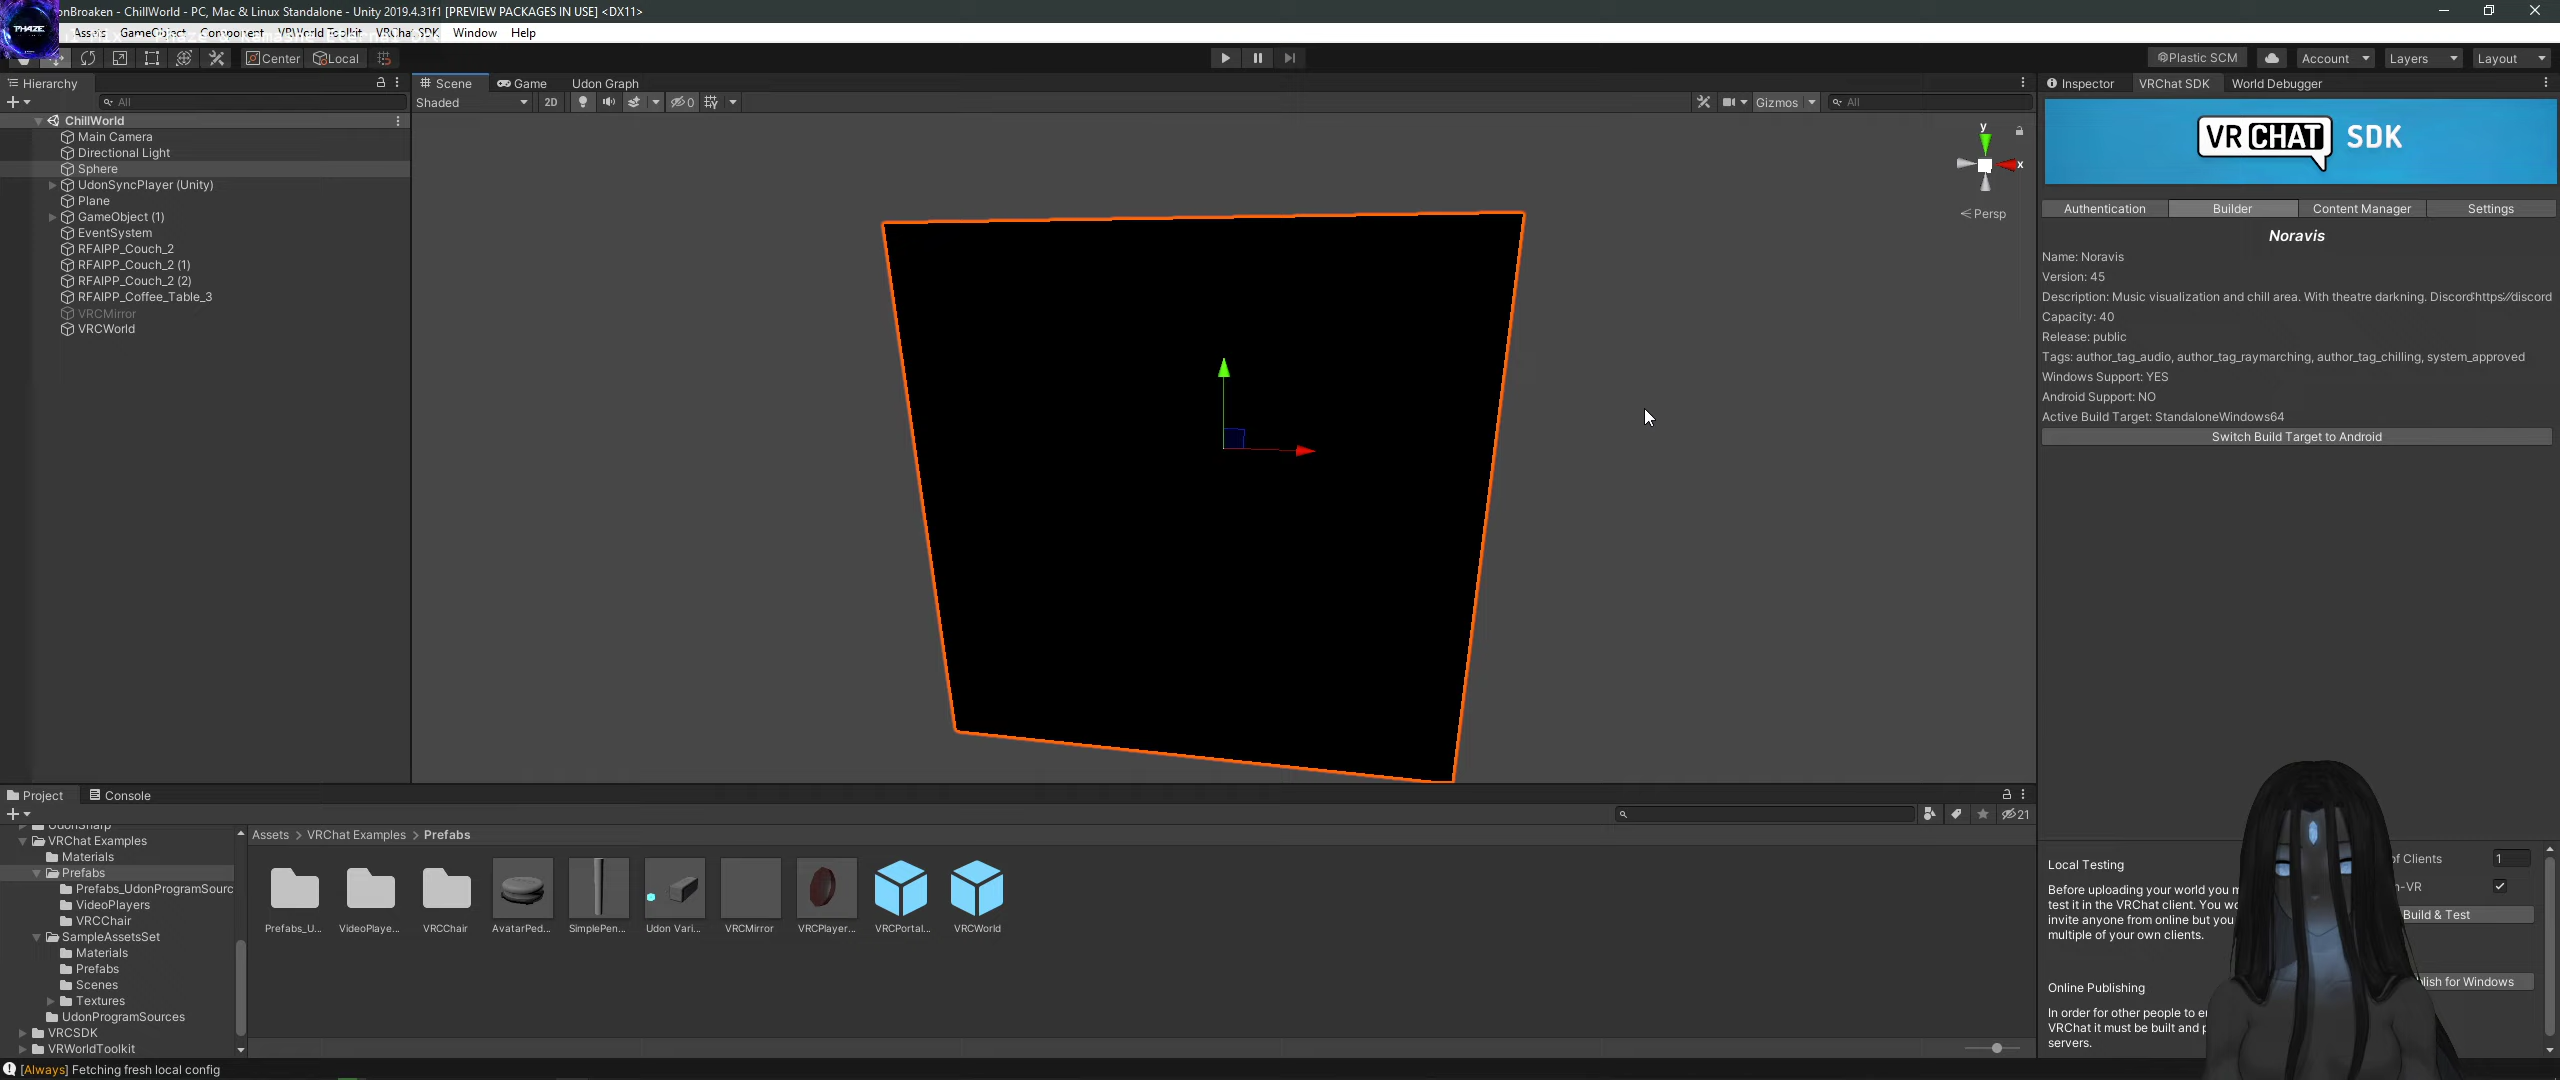 onBroaken - ChillWorld - PC, Mac & Linux Standalone - Unity 2019.4.31f1 [PREVIEW PACKAGES IN USE] <DX11>
PHAZE
Assets GameObject Component VRWorld Toolkit VRChat SDK Window Help
Center Local
Plastic SCM Account Layers Layout
Hierarchy
All
ChillWorld
Main Camera
Directional Light
Sphere
UdonSyncPlayer (Unity)
Plane
GameObject (1)
EventSystem
RFAIPP_Couch_2
RFAIPP_Couch_2 (1)
RFAIPP_Couch_2 (2)
RFAIPP_Coffee_Table_3
VRCMirror
VRCWorld
Scene Game Udon Graph
Shaded 2D 0 Gizmos All
y
x
Persp
Inspector VRChat SDK World Debugger
VRCHAT SDK
Authentication Builder Content Manager Settings
Noravis
Name: Noravis
Version: 45
Description: Music visualization and chill area. With theatre darkning. Discord:https://discord
Capacity: 40
Release: public
Tags: author_tag_audio, author_tag_raymarching, author_tag_chilling, system_approved
Windows Support: YES
Android Support: NO
Active Build Target: StandaloneWindows64
Switch Build Target to Android
Project Console
21
UdonSharp
VRChat Examples
Materials
Prefabs
Prefabs_UdonProgramSourc
VideoPlayers
VRCChair
SampleAssetsSet
Materials
Prefabs
Scenes
Textures
UdonProgramSources
VRCSDK
VRWorldToolkit
Assets > VRChat Examples > Prefabs
Prefabs_U... VideoPlaye... VRCChair AvatarPed... SimplePen... Udon Vari... VRCMirror VRCPlayer... VRCPortal... VRCWorld
Local Testing
Before uploading your world you m
test it in the VRChat client. You wo
invite anyone from online but you
multiple of your own clients.
of Clients 1
n-VR
Build & Test
Online Publishing
In order for other people to en
VRChat it must be built and p
servers.
lish for Windows
[Always] Fetching fresh local config